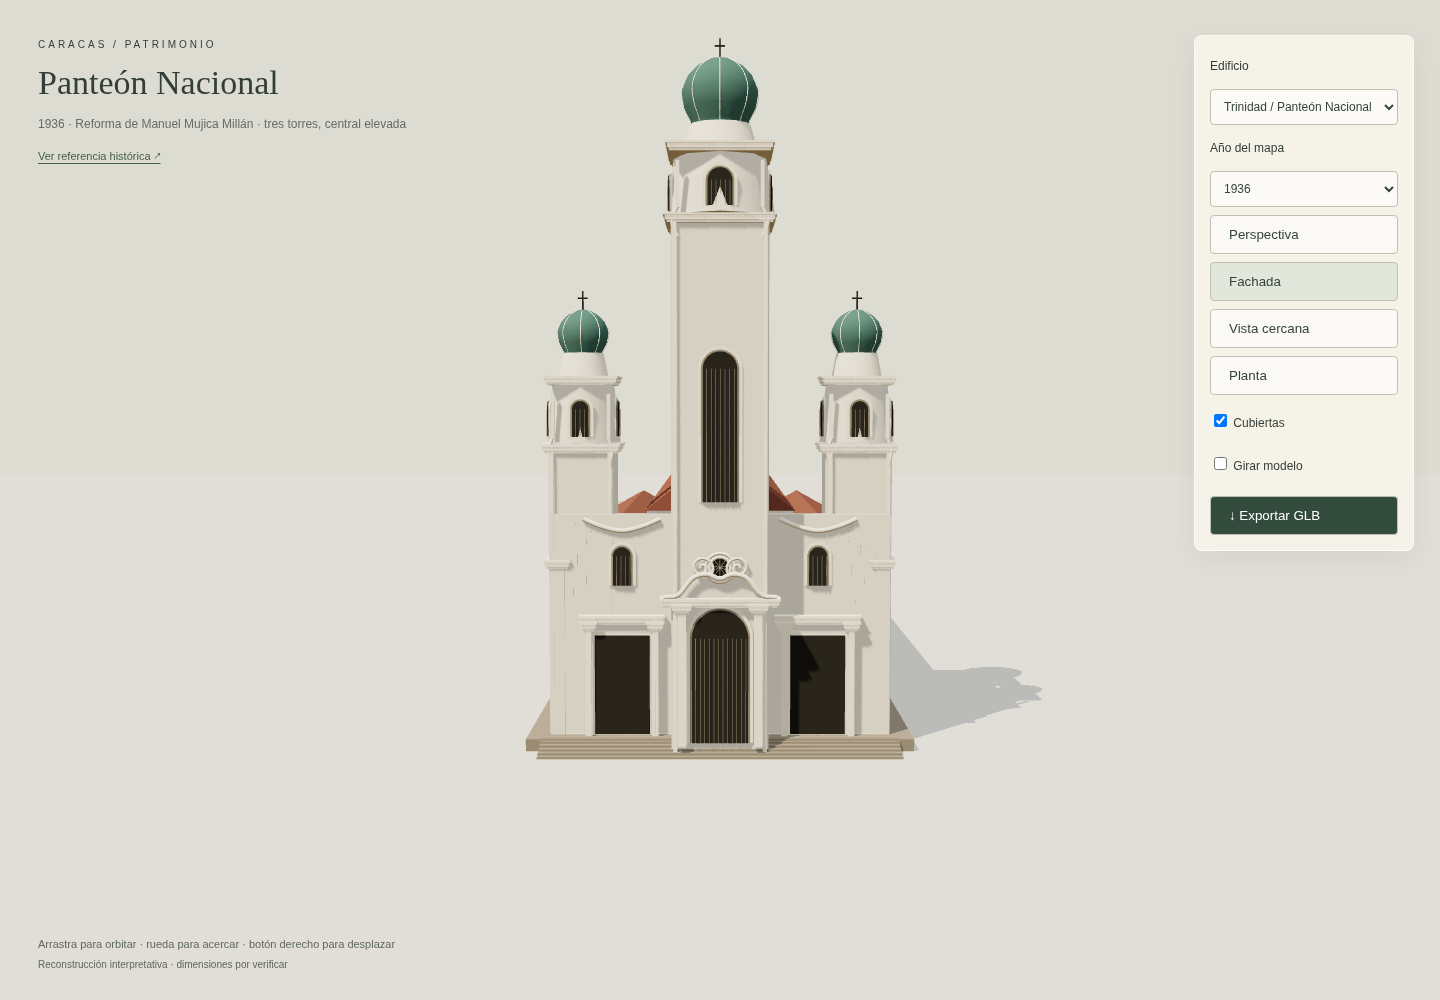 CARACAS / PATRIMONIO
Panteón Nacional
1936 · Reforma de Manuel Mujica Millán · tres torres, central elevada
Ver referencia histórica ↗
Edificio
Trinidad / Panteón Nacional
Año del mapa
1936
Perspectiva
Fachada
Vista cercana
Planta
Cubiertas
Girar modelo
↓ Exportar GLB
Arrastra para orbitar · rueda para acercar · botón derecho para desplazar
Reconstrucción interpretativa · dimensiones por verificar